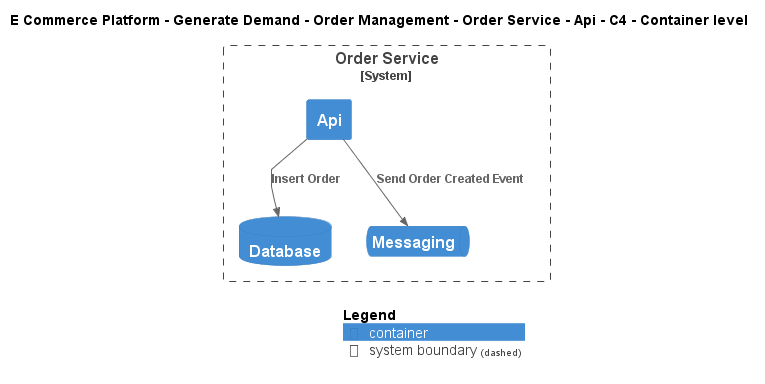 E Commerce Platform - Generate Demand - Order Management - Order Service - Api - C4 - Container level
Order Service
[System]
Api
Insert Order
Send Order Created Event
Database
Messaging
Legend
container
system boundary (dashed)